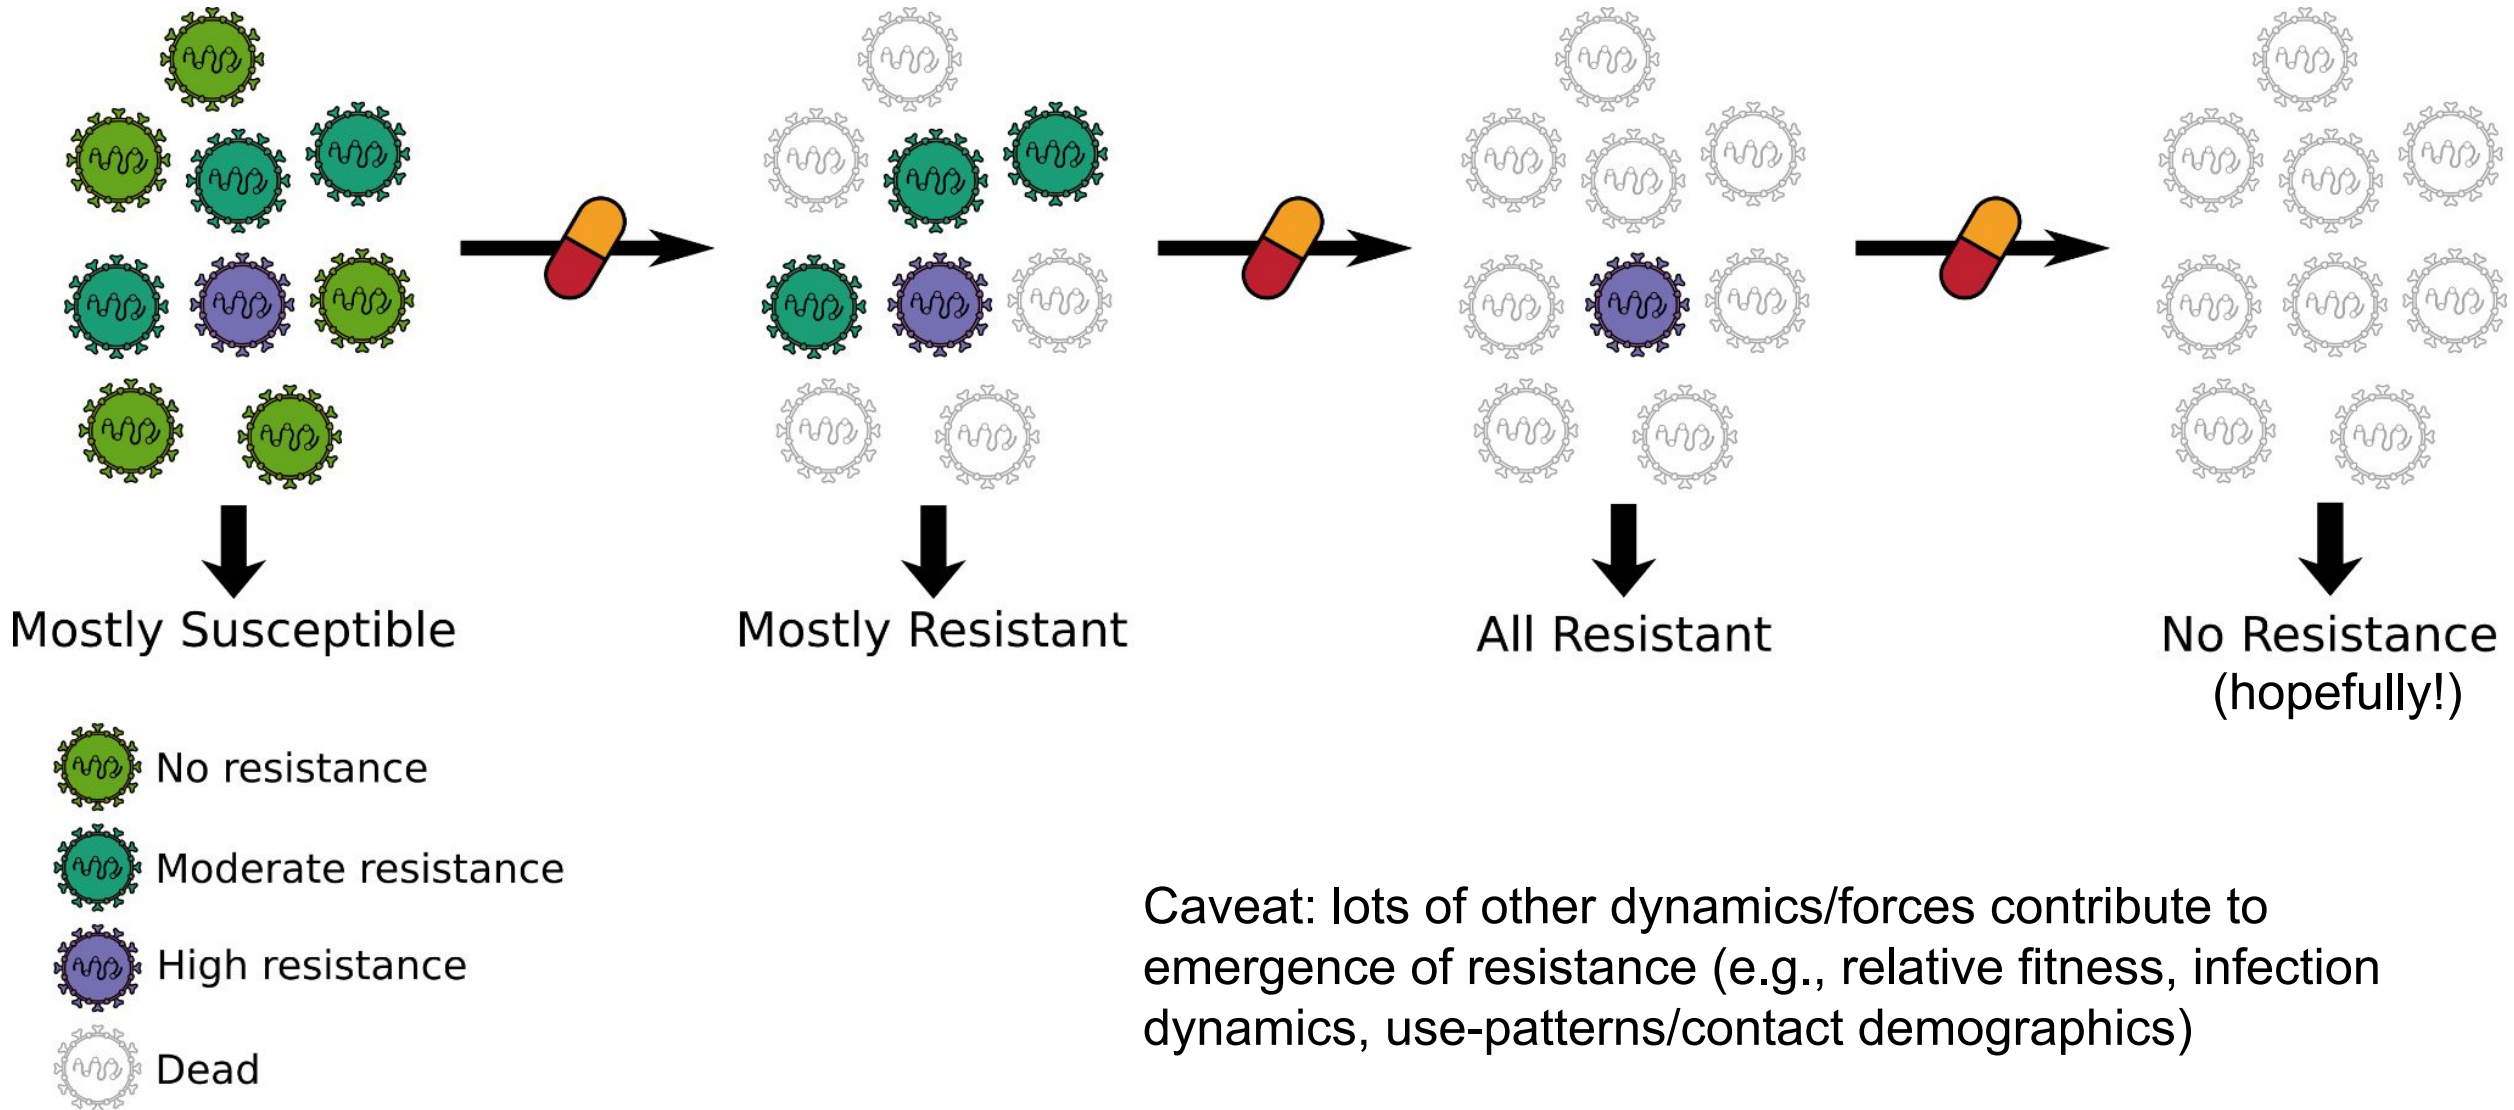 Mostly Susceptible
Mostly Resistant
All Resistant
No Resistance
(hopefully!)
No resistance
Moderate resistance
High resistance
Dead
Caveat: lots of other dynamics/forces contribute to
emergence of resistance (e.g., relative fitness, infection
dynamics, use-patterns/contact demographics)